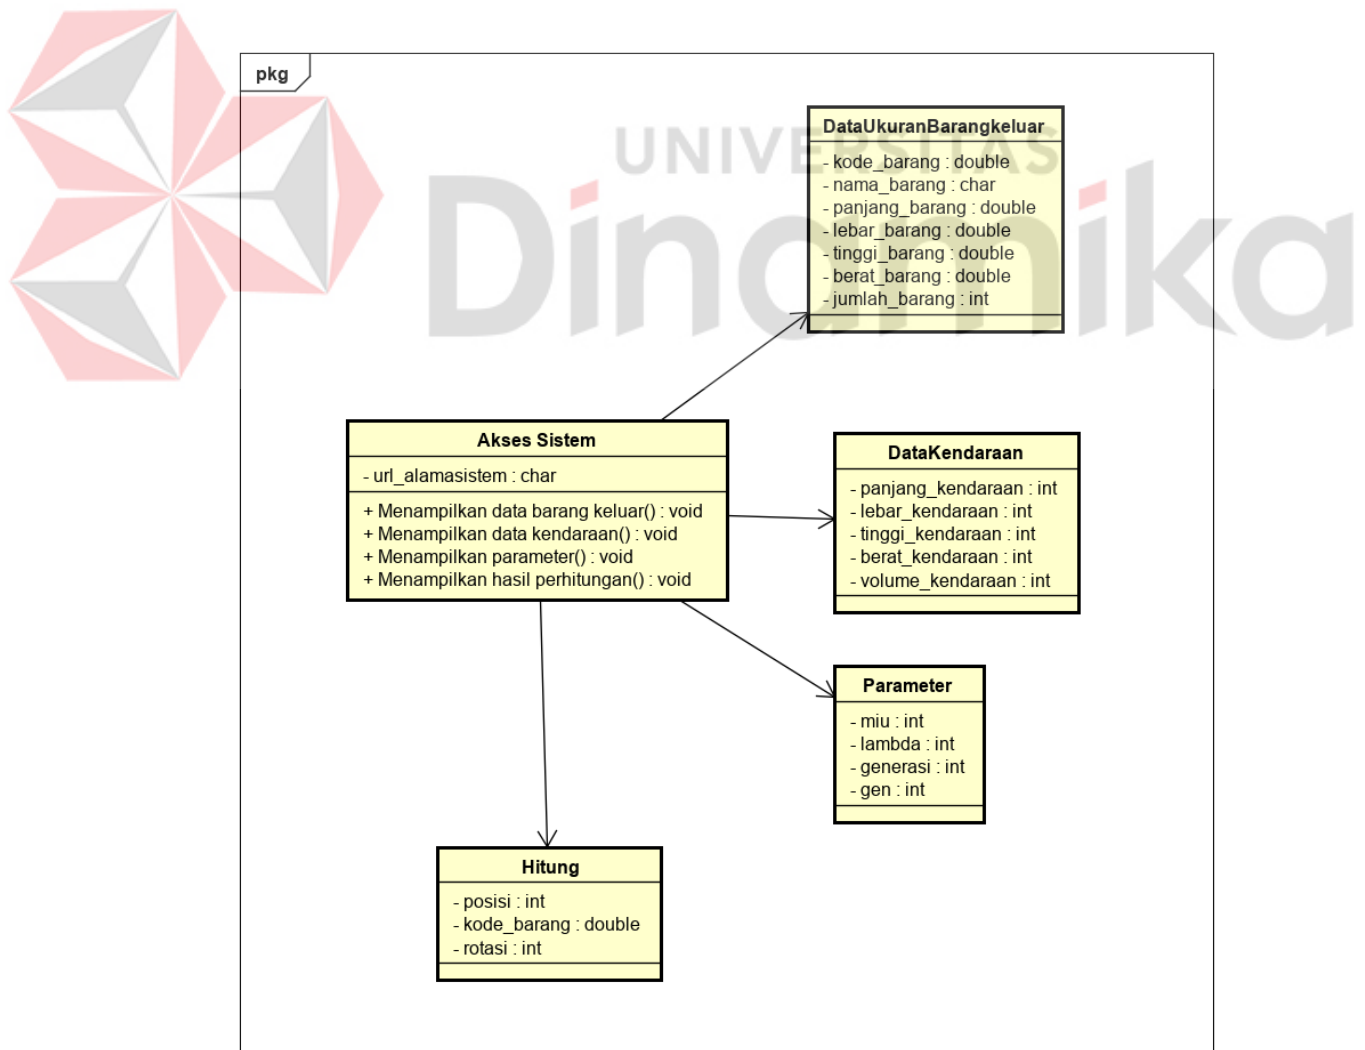 pkg
UNIVERSITAS
Dinamika
DataUkuranBarangkeluar
- kode_barang : double
- nama_barang : char
- panjang_barang : double
- lebar_barang : double
- tinggi_barang : double
- berat_barang : double
- jumlah_barang : int
Akses Sistem
- url_alamasistem : char
+ Menampilkan data barang keluar() : void
+ Menampilkan data kendaraan() : void
+ Menampilkan parameter() : void
+ Menampilkan hasil perhitungan() : void
DataKendaraan
- panjang_kendaraan : int
- lebar_kendaraan : int
- tinggi_kendaraan : int
- berat_kendaraan : int
- volume_kendaraan : int
Parameter
- miu : int
- lambda : int
- generasi : int
- gen : int
Hitung
- posisi : int
- kode_barang : double
- rotasi : int